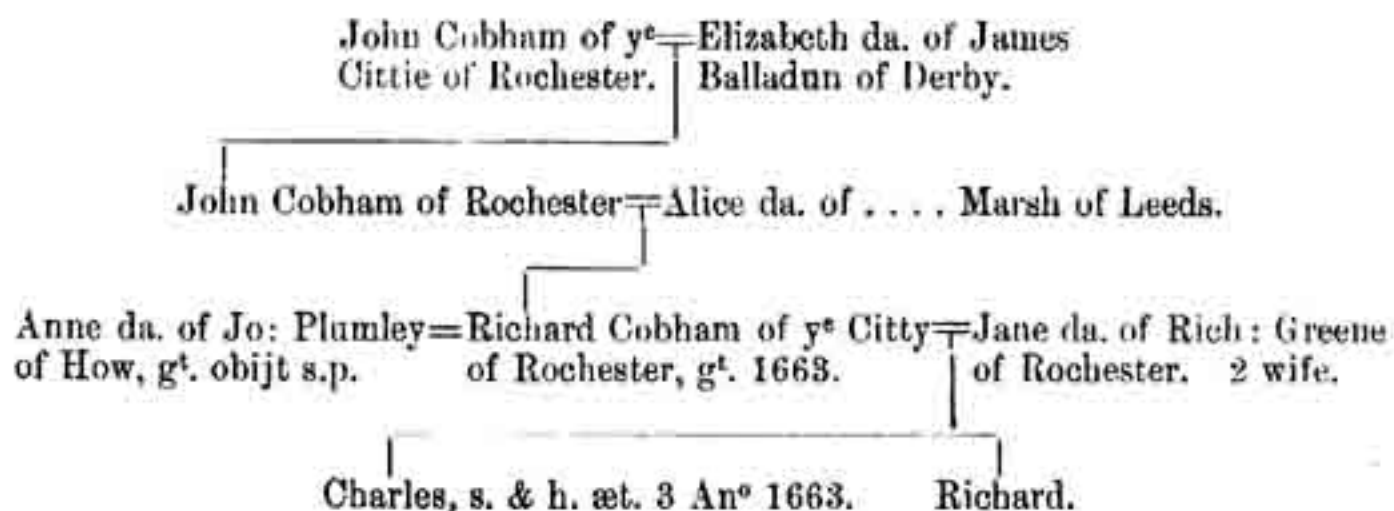 John Cobham of yᵉ=Elizabeth da. of James
Cittie of Rochester. Balladun of Derby.
John Cobham of Rochester=Alice da. of . . . . Marsh of Leeds.
Anne da. of Jo: Plumley=Richard Cobham of yᵉ Citty=Jane da. of Rich: Greene
of How, gᵗ. obijt s.p. of Rochester, gᵗ. 1663. of Rochester. 2 wife.
Charles, s. & h. æt. 3 Anᵒ 1663. Richard.